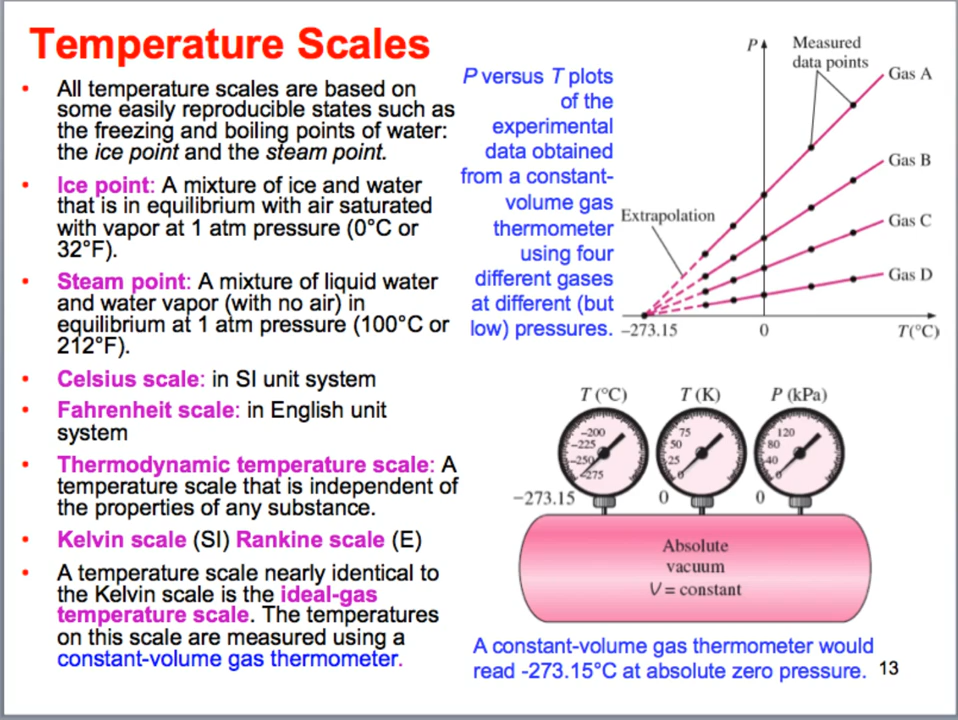 Temperature Scales
• All temperature scales are based on
some easily reproducible states such as
the freezing and boiling points of water:
the ice point and the steam point.
• Ice point: A mixture of ice and water
that is in equilibrium with air saturated
with vapor at 1 atm pressure (0°C or
32°F).
• Steam point: A mixture of liquid water
and water vapor (with no air) in
equilibrium at 1 atm pressure (100°C or
212°F).
• Celsius scale: in SI unit system
• Fahrenheit scale: in English unit
system
• Thermodynamic temperature scale: A
temperature scale that is independent of
the properties of any substance.
• Kelvin scale (SI) Rankine scale (E)
• A temperature scale nearly identical to
the Kelvin scale is the ideal-gas
temperature scale. The temperatures
on this scale are measured using a
constant-volume gas thermometer.
P versus T plots
of the
experimental
data obtained
from a constant-
volume gas
thermometer
using four
different gases
at different (but
low) pressures.
P
Measured
data points
Gas A
Gas B
Gas C
Gas D
Extrapolation
−273.15
0
T(°C)
T (°C)
−200
−225
−250
−275
−273.15
T (K)
75
50
25
0
0
P (kPa)
120
80
40
0
0
Absolute
vacuum
V = constant
A constant-volume gas thermometer would
read -273.15°C at absolute zero pressure.
13